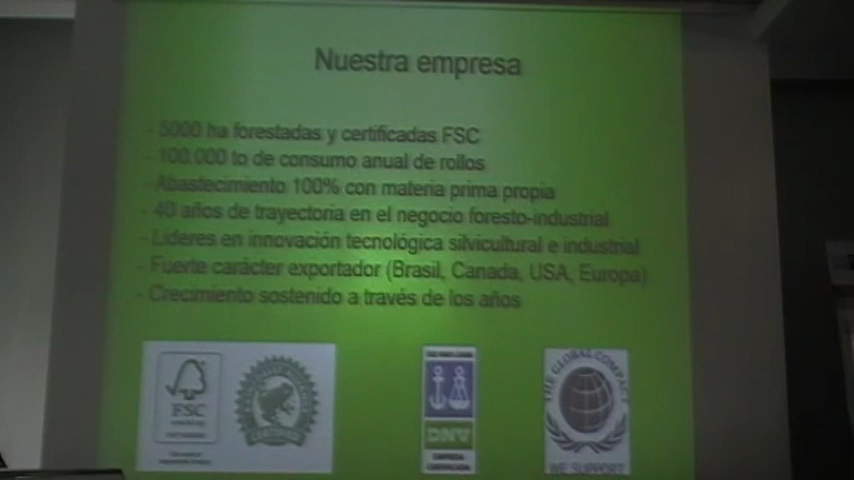 Nuestra empresa
- 5000 ha forestadas y certificadas FSC
- 100.000 to de consumo anual de rollos
- Abastecimiento 100% con materia prima propia
- 40 años de trayectoria en el negocio foresto-industrial
- Lideres en innovación tecnológica silvicultural e industrial
- Fuerte carácter exportador (Brasil, Canada, USA, Europa)
- Crecimiento sostenido a través de los años
FSC
DNV
EMPRESA
CERTIFICADA
THE GLOBAL COMPACT
WE SUPPORT